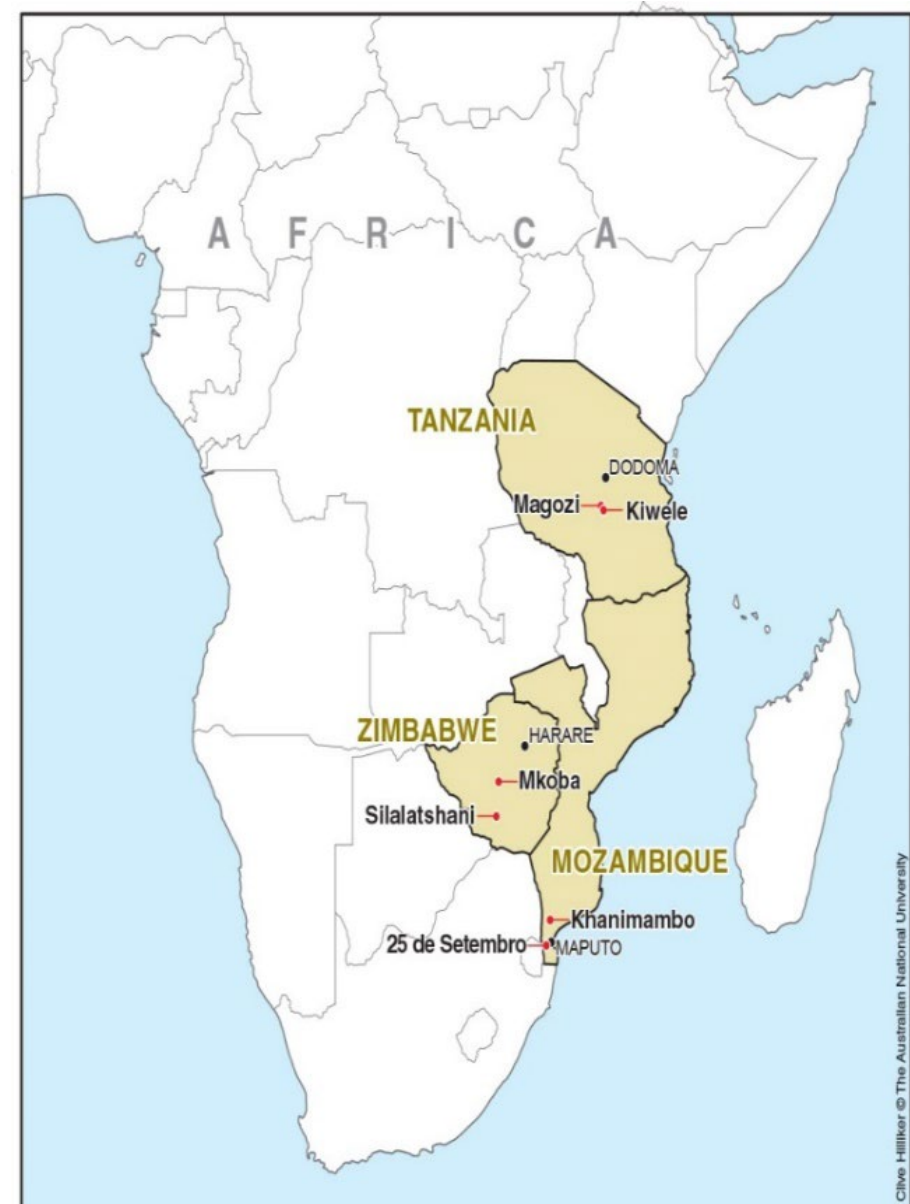 A F R I C A
TANZANIA
DODOMA
Magozi
Kiwele
ZIMBABWE
HARARE
Mkoba
Silalatshani
MOZAMBIQUE
Khanimambo
25 de Setembro
MAPUTO
Clive Hilliker © The Australian National University